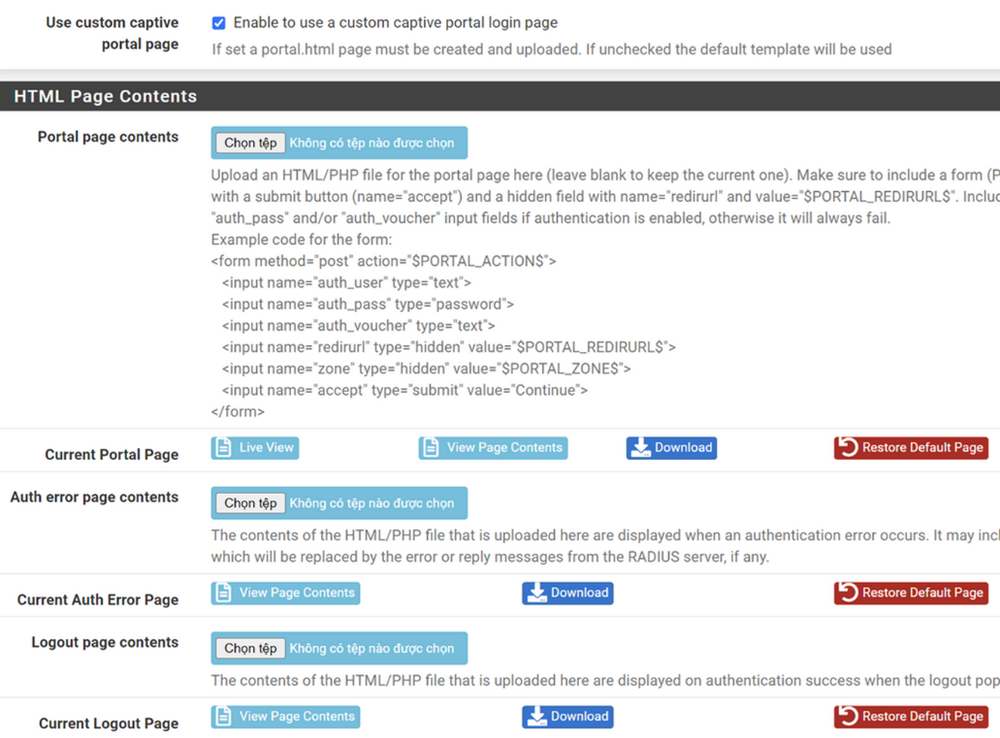 Use custom captive portal page
Enable to use a custom captive portal login page
If set a portal.html page must be created and uploaded. If unchecked the default template will be used
HTML Page Contents
Portal page contents
Chọn tệp Không có tệp nào được chọn
Upload an HTML/PHP file for the portal page here (leave blank to keep the current one). Make sure to include a form (P
with a submit button (name="accept") and a hidden field with name="redirurl" and value="$PORTAL_REDIRURL$". Includ
"auth_pass" and/or "auth_voucher" input fields if authentication is enabled, otherwise it will always fail.
Example code for the form:
<form method="post" action="$PORTAL_ACTION$">
<input name="auth_user" type="text">
<input name="auth_pass" type="password">
<input name="auth_voucher" type="text">
<input name="redirurl" type="hidden" value="$PORTAL_REDIRURL$">
<input name="zone" type="hidden" value="$PORTAL_ZONE$">
<input name="accept" type="submit" value="Continue">
</form>
Current Portal Page
Live View
View Page Contents
Download
Restore Default Page
Auth error page contents
Chọn tệp Không có tệp nào được chọn
The contents of the HTML/PHP file that is uploaded here are displayed when an authentication error occurs. It may incl
which will be replaced by the error or reply messages from the RADIUS server, if any.
Current Auth Error Page
View Page Contents
Download
Restore Default Page
Logout page contents
Chọn tệp Không có tệp nào được chọn
The contents of the HTML/PHP file that is uploaded here are displayed on authentication success when the logout pop
Current Logout Page
View Page Contents
Download
Restore Default Page